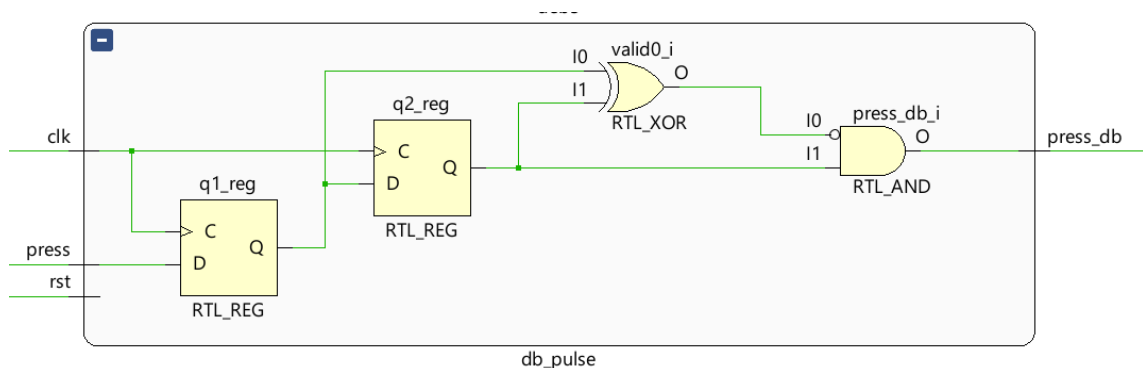 valid0_i
I0
O
I1
RTL_XOR
q2_reg
C
Q
D
RTL_REG
press_db_i
I0
O
I1
RTL_AND
clk
press_db
q1_reg
C
Q
D
RTL_REG
press
rst
db_pulse